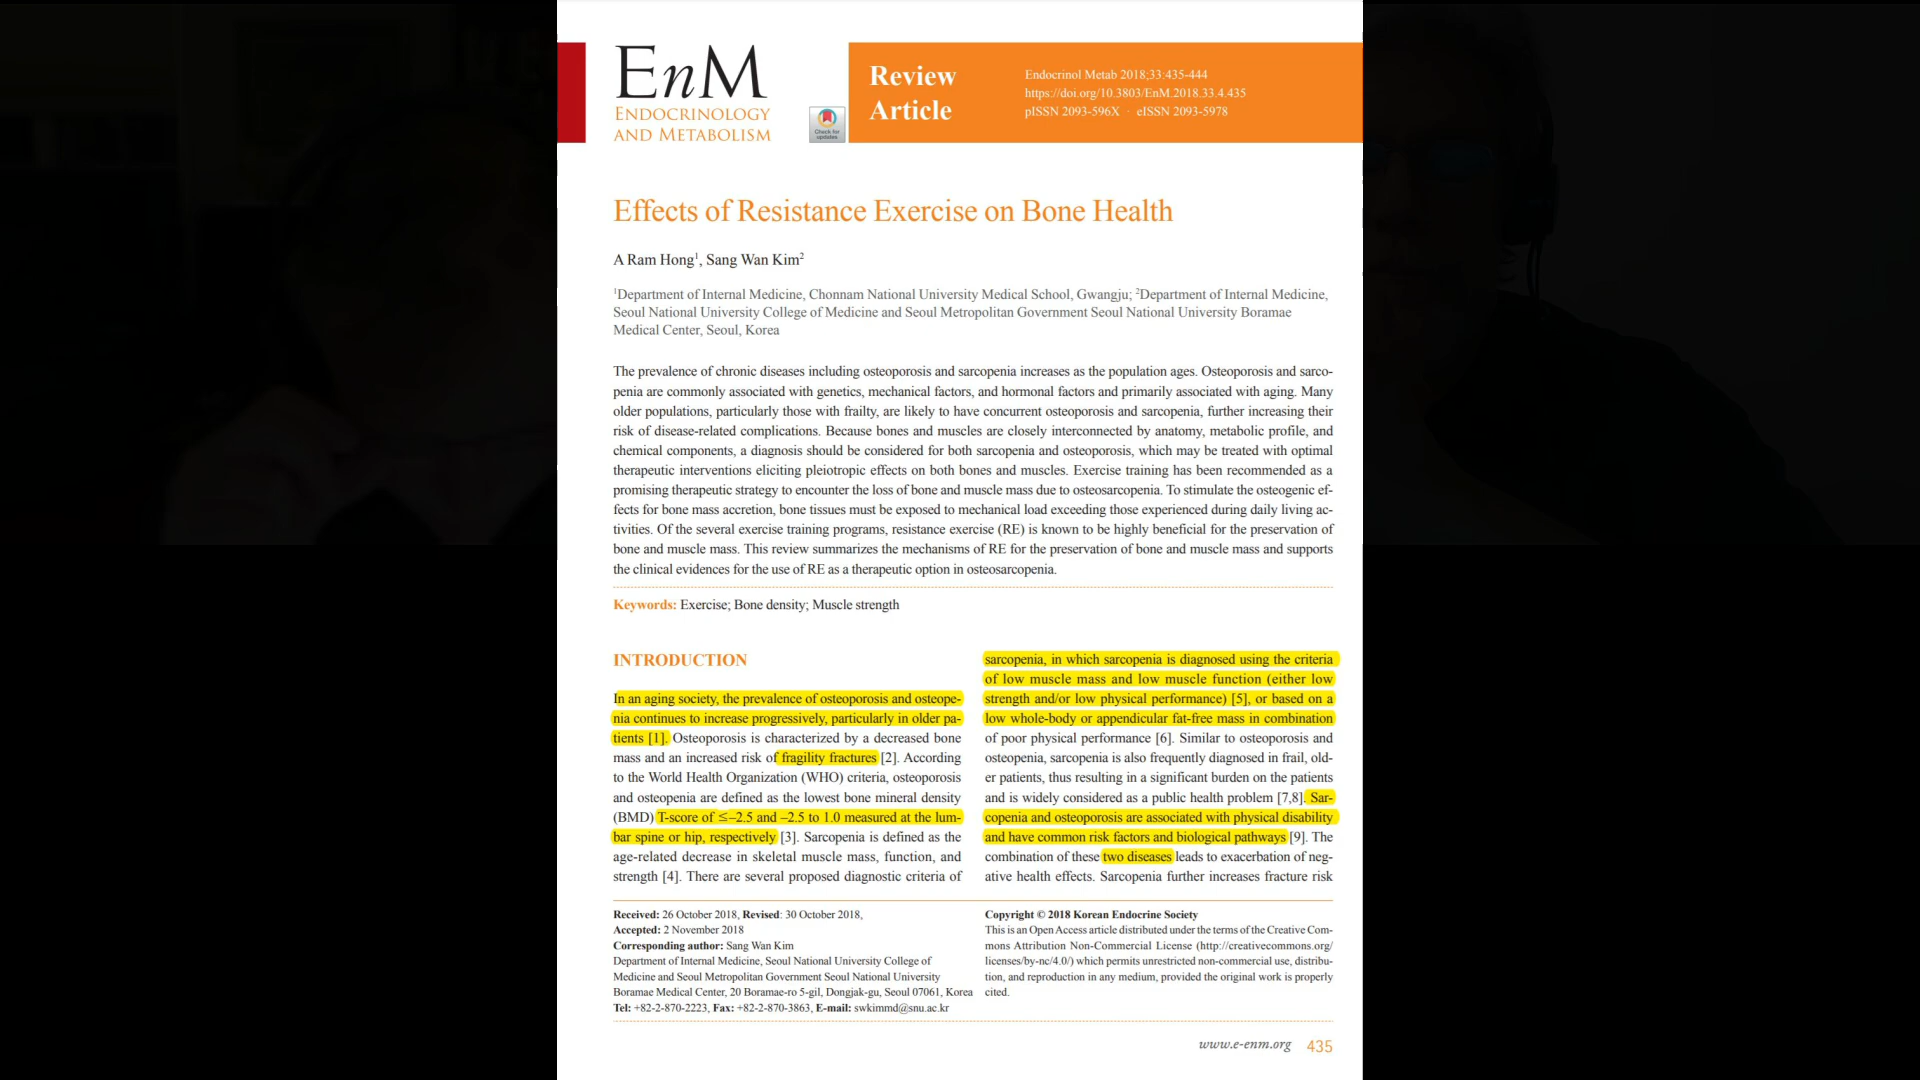 EnM
ENDOCRINOLOGY
AND METABOLISM
Check for
updates
Review
Article
Endocrinol Metab 2018;33:435-444
https://doi.org/10.3803/EnM.2018.33.4.435
pISSN 2093-596X · eISSN 2093-5978
Effects of Resistance Exercise on Bone Health
A Ram Hong1, Sang Wan Kim2
1Department of Internal Medicine, Chonnam National University Medical School, Gwangju; 2Department of Internal Medicine,
Seoul National University College of Medicine and Seoul Metropolitan Government Seoul National University Boramae
Medical Center, Seoul, Korea
The prevalence of chronic diseases including osteoporosis and sarcopenia increases as the population ages. Osteoporosis and sarco-
penia are commonly associated with genetics, mechanical factors, and hormonal factors and primarily associated with aging. Many
older populations, particularly those with frailty, are likely to have concurrent osteoporosis and sarcopenia, further increasing their
risk of disease-related complications. Because bones and muscles are closely interconnected by anatomy, metabolic profile, and
chemical components, a diagnosis should be considered for both sarcopenia and osteoporosis, which may be treated with optimal
therapeutic interventions eliciting pleiotropic effects on both bones and muscles. Exercise training has been recommended as a
promising therapeutic strategy to encounter the loss of bone and muscle mass due to osteosarcopenia. To stimulate the osteogenic ef-
fects for bone mass accretion, bone tissues must be exposed to mechanical load exceeding those experienced during daily living ac-
tivities. Of the several exercise training programs, resistance exercise (RE) is known to be highly beneficial for the preservation of
bone and muscle mass. This review summarizes the mechanisms of RE for the preservation of bone and muscle mass and supports
the clinical evidences for the use of RE as a therapeutic option in osteosarcopenia.
Keywords: Exercise; Bone density; Muscle strength
INTRODUCTION
In an aging society, the prevalence of osteoporosis and osteope-
nia continues to increase progressively, particularly in older pa-
tients [1]. Osteoporosis is characterized by a decreased bone
mass and an increased risk of fragility fractures [2]. According
to the World Health Organization (WHO) criteria, osteoporosis
and osteopenia are defined as the lowest bone mineral density
(BMD) T-score of ≤–2.5 and –2.5 to 1.0 measured at the lum-
bar spine or hip, respectively [3]. Sarcopenia is defined as the
age-related decrease in skeletal muscle mass, function, and
strength [4]. There are several proposed diagnostic criteria of
sarcopenia, in which sarcopenia is diagnosed using the criteria
of low muscle mass and low muscle function (either low
strength and/or low physical performance) [5], or based on a
low whole-body or appendicular fat-free mass in combination
of poor physical performance [6]. Similar to osteoporosis and
osteopenia, sarcopenia is also frequently diagnosed in frail, old-
er patients, thus resulting in a significant burden on the patients
and is widely considered as a public health problem [7,8]. Sar-
copenia and osteoporosis are associated with physical disability
and have common risk factors and biological pathways [9]. The
combination of these two diseases leads to exacerbation of neg-
ative health effects. Sarcopenia further increases fracture risk
Received: 26 October 2018, Revised: 30 October 2018,
Accepted: 2 November 2018
Corresponding author: Sang Wan Kim
Department of Internal Medicine, Seoul National University College of
Medicine and Seoul Metropolitan Government Seoul National University
Boramae Medical Center, 20 Boramae-ro 5-gil, Dongjak-gu, Seoul 07061, Korea
Tel: +82-2-870-2223, Fax: +82-2-870-3863, E-mail: swkimmd@snu.ac.kr
Copyright © 2018 Korean Endocrine Society
This is an Open Access article distributed under the terms of the Creative Com-
mons Attribution Non-Commercial License (http://creativecommons.org/
licenses/by-nc/4.0/) which permits unrestricted non-commercial use, distribu-
tion, and reproduction in any medium, provided the original work is properly
cited.
www.e-enm.org 435